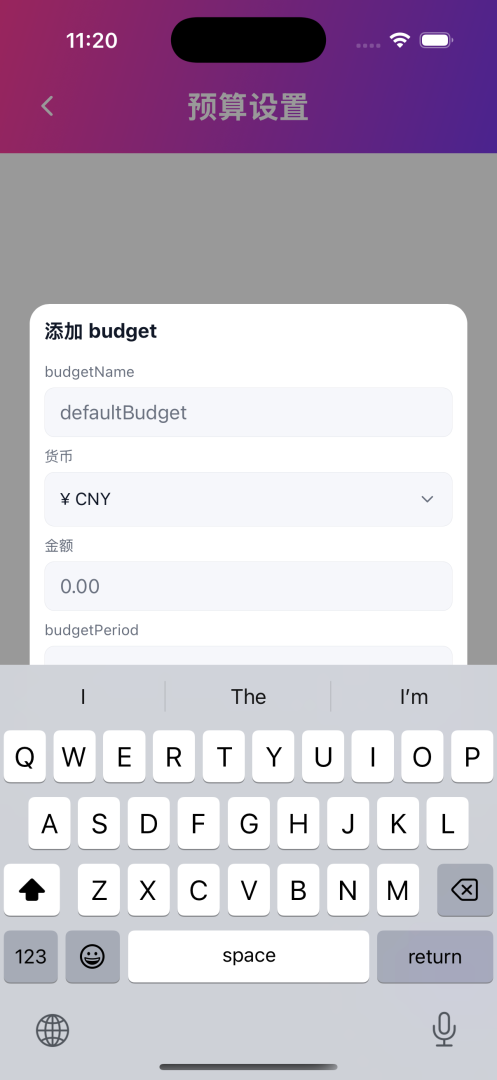 11:20
预算设置
添加 budget
budgetName
defaultBudget
货币
¥ CNY
金额
0.00
budgetPeriod
I The I'm
Q W E R T Y U I O P
A S D F G H J K L
Z X C V B N M
123 space return